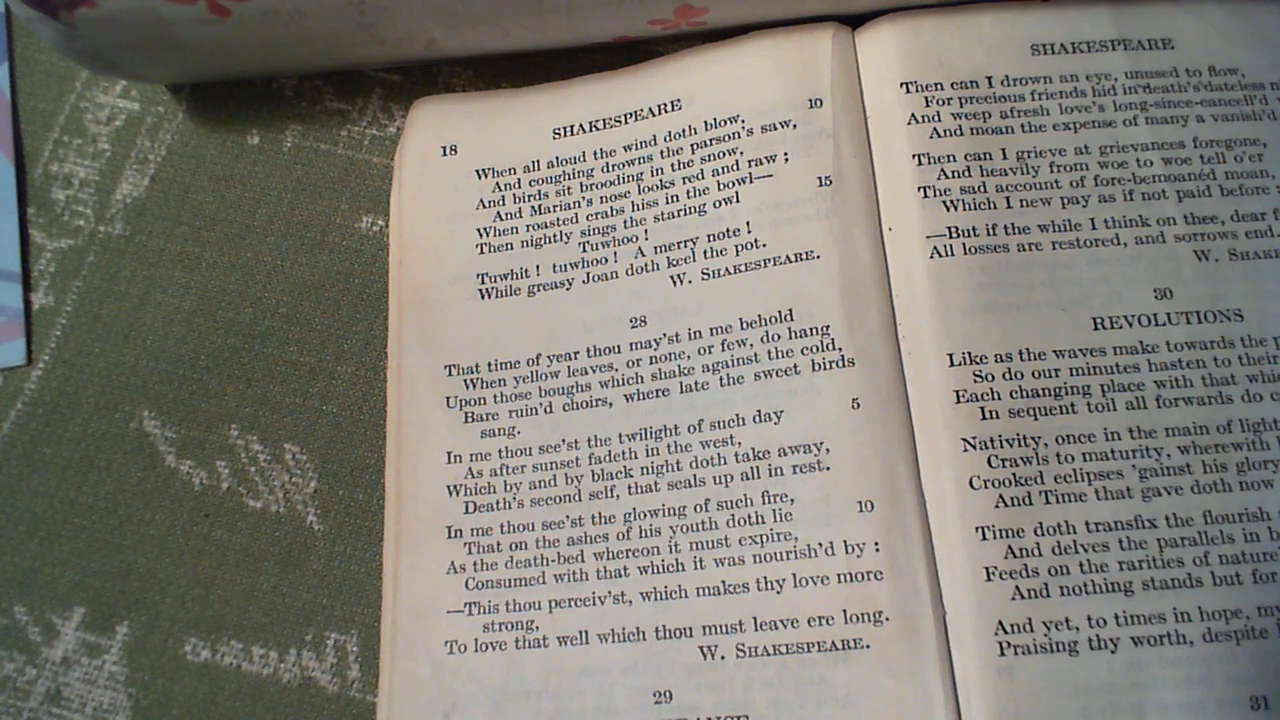 18
SHAKESPEARE
When all aloud the wind doth blow, 10
And coughing drowns the parson's saw,
And birds sit brooding in the snow,
And Marian's nose looks red and raw ;
When roasted crabs hiss in the bowl—
Then nightly sings the staring owl 15
Tuwhoo !
Tuwhit ! tuwhoo ! A merry note !
While greasy Joan doth keel the pot.
W. SHAKESPEARE.
28
That time of year thou may'st in me behold
When yellow leaves, or none, or few, do hang
Upon those boughs which shake against the cold,
Bare ruin'd choirs, where late the sweet birds
sang.
In me thou see'st the twilight of such day 5
As after sunset fadeth in the west,
Which by and by black night doth take away,
Death's second self, that seals up all in rest.
In me thou see'st the glowing of such fire,
That on the ashes of his youth doth lie 10
As the death-bed whereon it must expire,
Consumed with that which it was nourish'd by :
—This thou perceiv'st, which makes thy love more
strong,
To love that well which thou must leave ere long.
W. SHAKESPEARE.
29
SHAKESPEARE
Then can I drown an eye, unused to flow,
For precious friends hid in death's dateless
And weep afresh love's long-since-cancell'd
And moan the expense of many a vanish'd
Then can I grieve at grievances foregone,
And heavily from woe to woe tell o'er
The sad account of fore-bemoanéd moan,
Which I new pay as if not paid before
—But if the while I think on thee, dear
All losses are restored, and sorrows end.
W.
30
REVOLUTIONS
Like as the waves make towards the
So do our minutes hasten to their
Each changing place with that
In sequent toil all forwards do
Nativity, once in the main of light
Crawls to maturity, wherewith
Crooked eclipses 'gainst his glory
And Time that gave doth now
Time doth transfix the flourish
And delves the parallels in
Feeds on the rarities of nature
And nothing stands but for
And yet, to times in hope,
Praising thy worth, despite
31